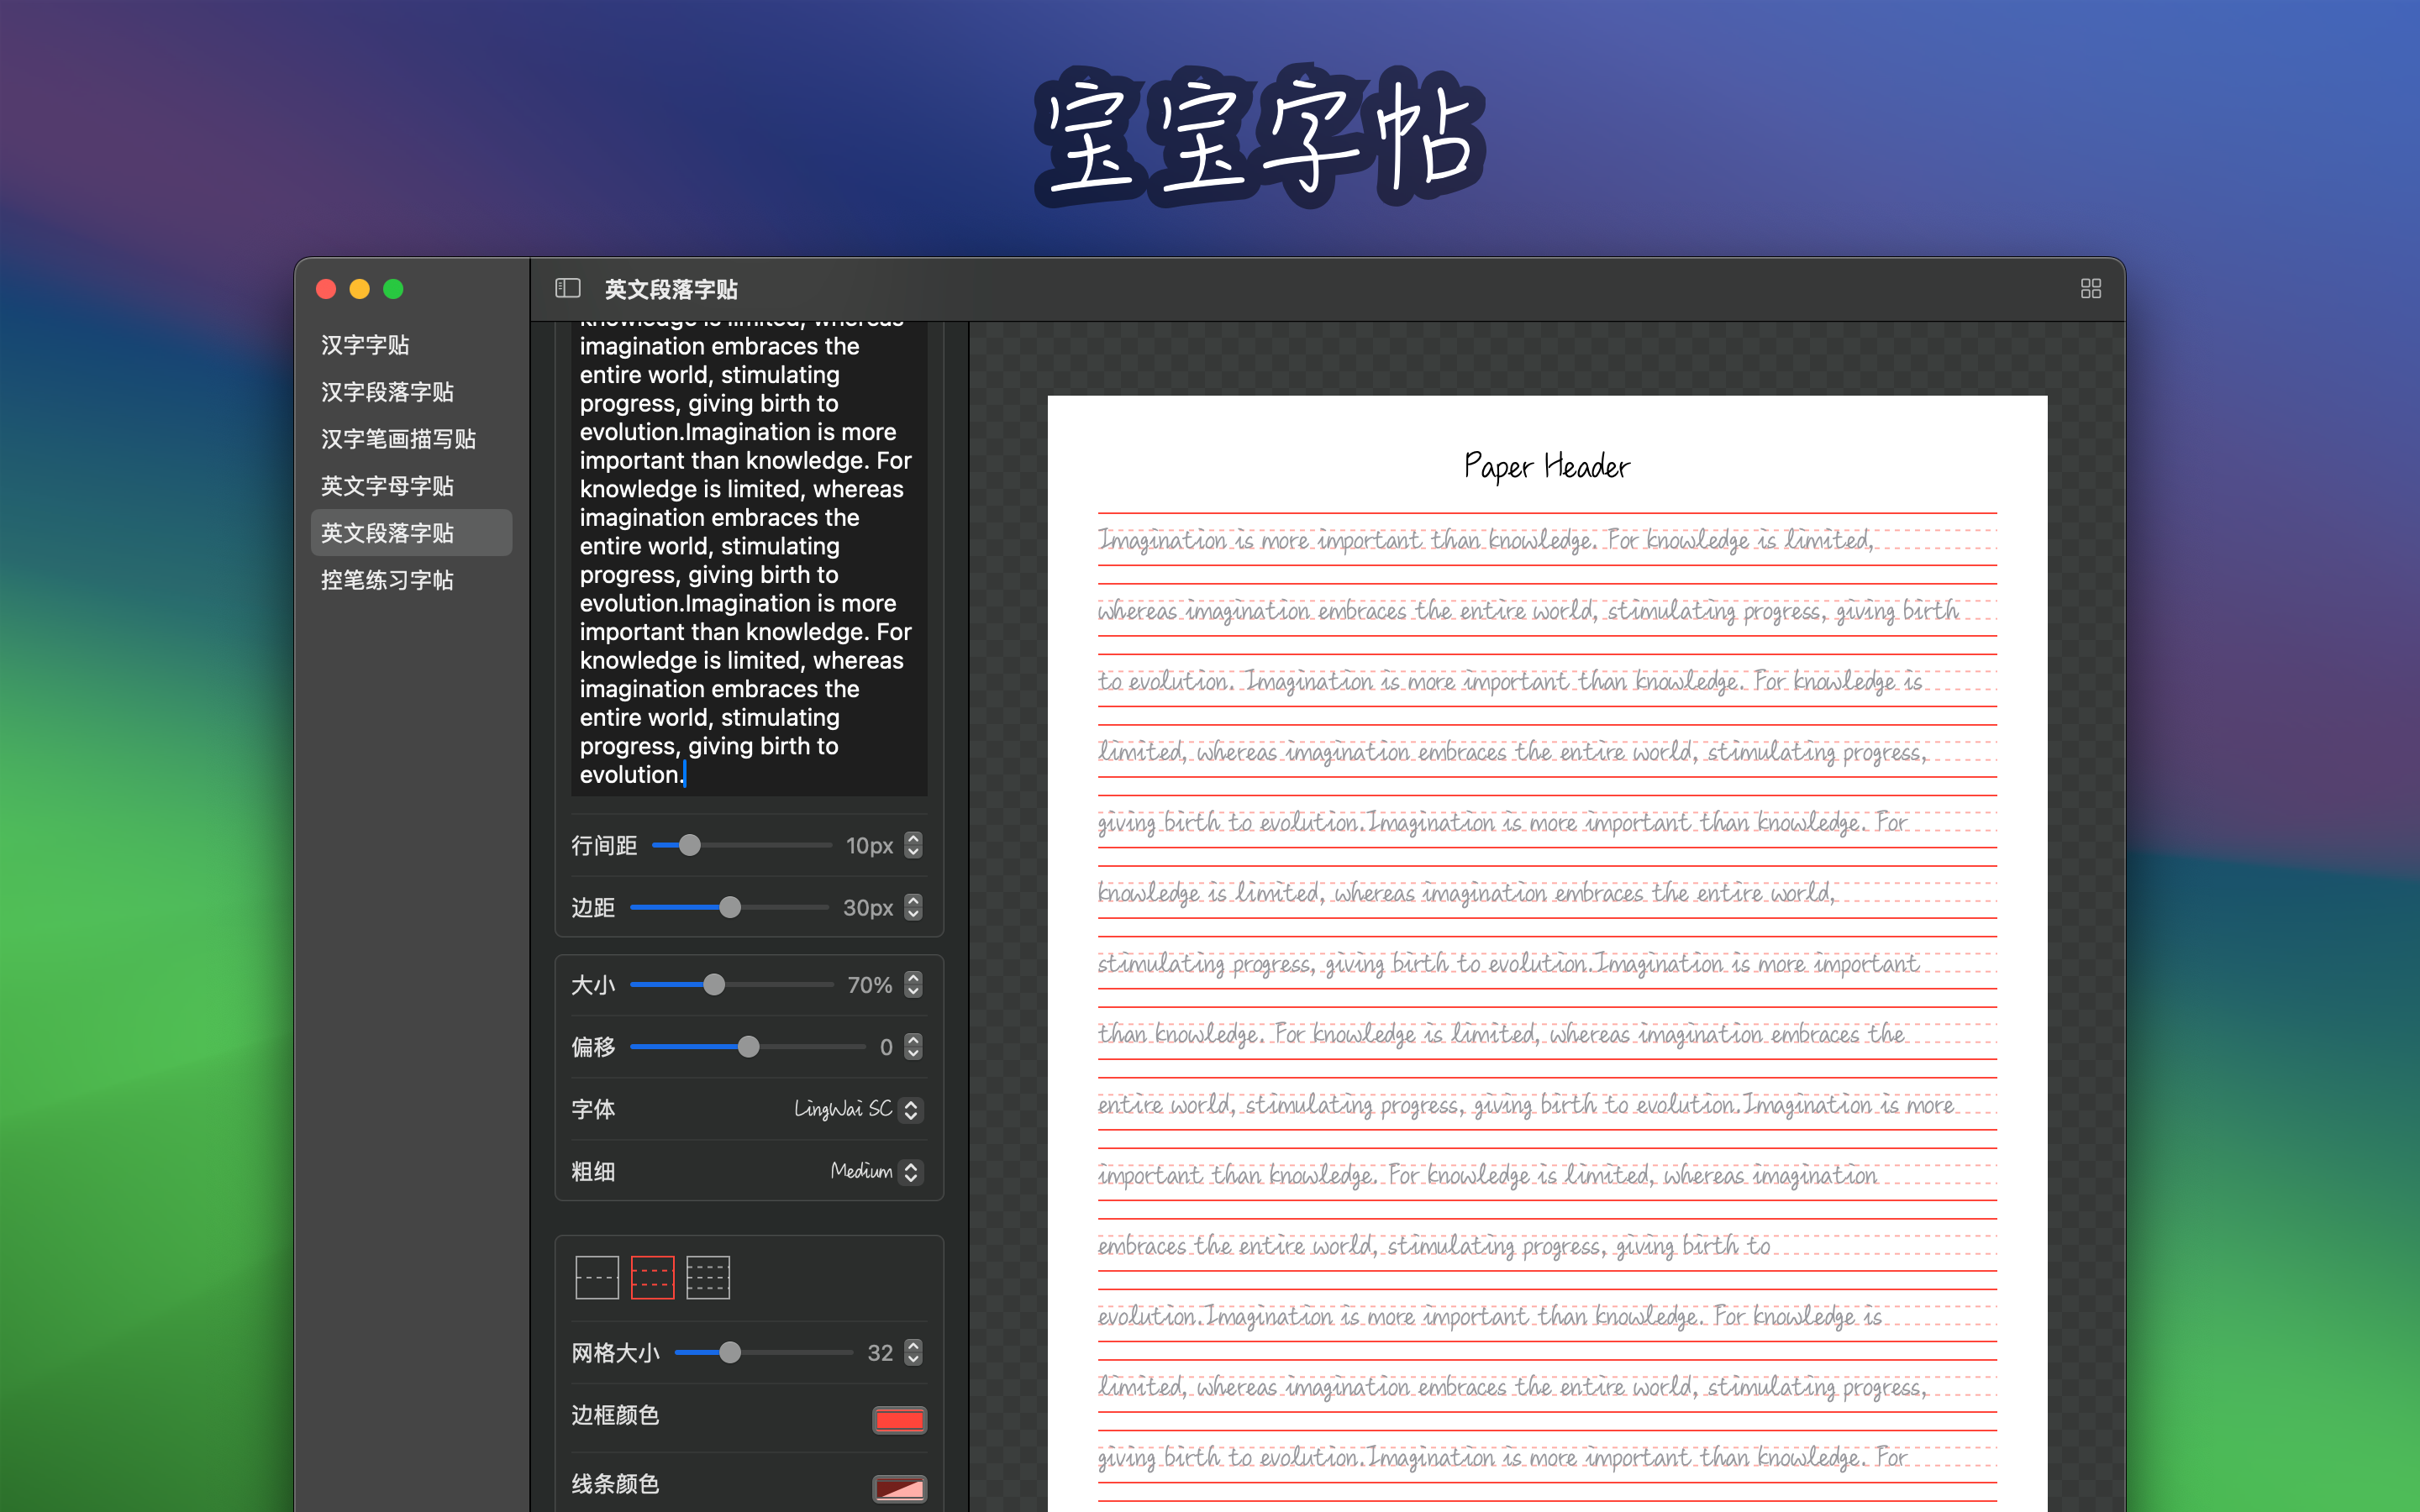 宝宝字帖
英文段落字贴
汉字字贴
汉字段落字贴
汉字笔画描写贴
英文字母字贴
英文段落字贴
控笔练习字帖
knowledge is limited, whereas
imagination embraces the
entire world, stimulating
progress, giving birth to
evolution.Imagination is more
important than knowledge. For
knowledge is limited, whereas
imagination embraces the
entire world, stimulating
progress, giving birth to
evolution.Imagination is more
important than knowledge. For
knowledge is limited, whereas
imagination embraces the
entire world, stimulating
progress, giving birth to
evolution.
行间距 10px
边距 30px
大小 70%
偏移 0
字体 LingWai SC
粗细 Medium
网格大小 32
边框颜色
线条颜色
Paper Header
Imagination is more important than knowledge. For knowledge is limited,
whereas imagination embraces the entire world, stimulating progress, giving birth
to evolution. Imagination is more important than knowledge. For knowledge is
limited, whereas imagination embraces the entire world, stimulating progress,
giving birth to evolution.Imagination is more important than knowledge. For
knowledge is limited, whereas imagination embraces the entire world,
stimulating progress, giving birth to evolution.Imagination is more important
than knowledge. For knowledge is limited, whereas imagination embraces the
entire world, stimulating progress, giving birth to evolution.Imagination is more
important than knowledge. For knowledge is limited, whereas imagination
embraces the entire world, stimulating progress, giving birth to
evolution.Imagination is more important than knowledge. For knowledge is
limited, whereas imagination embraces the entire world, stimulating progress,
giving birth to evolution.Imagination is more important than knowledge. For